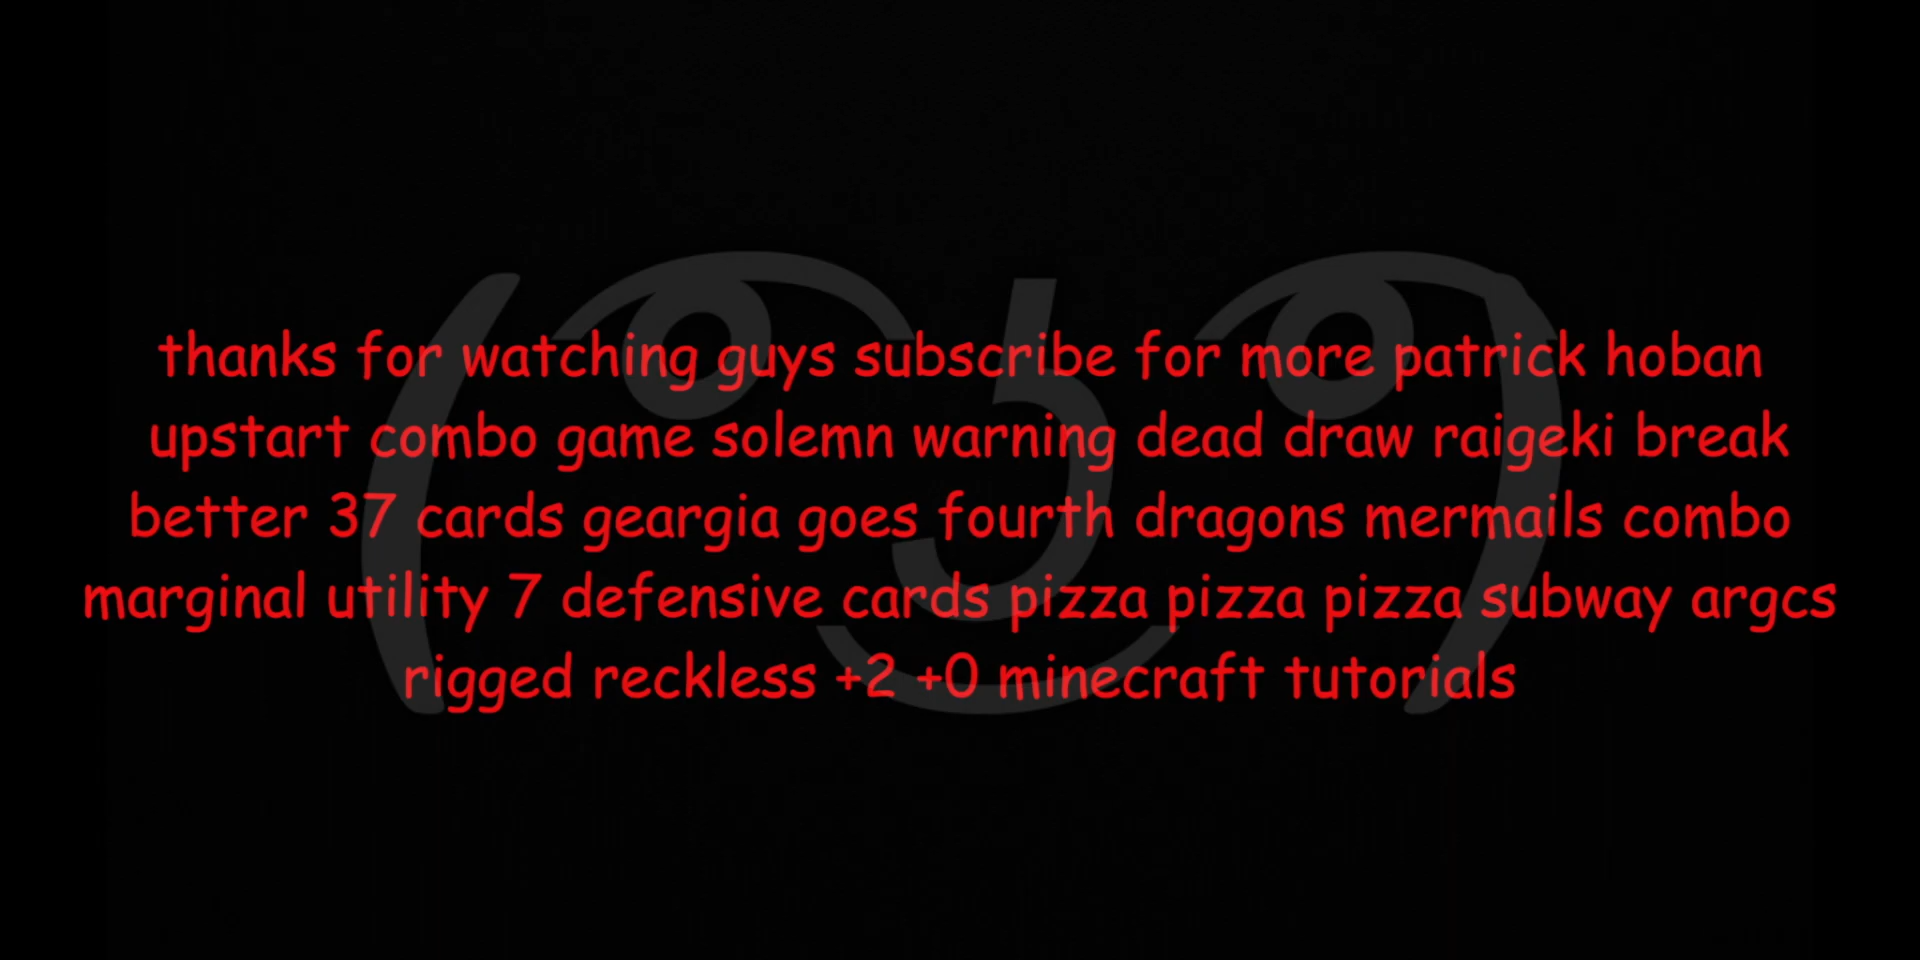 thanks for watching guys subscribe for more patrick hoban
upstart combo game solemn warning dead draw raigeki break
better 37 cards geargia goes fourth dragons mermails combo
marginal utility 7 defensive cards pizza pizza pizza subway argcs
rigged reckless +2 +0 minecraft tutorials